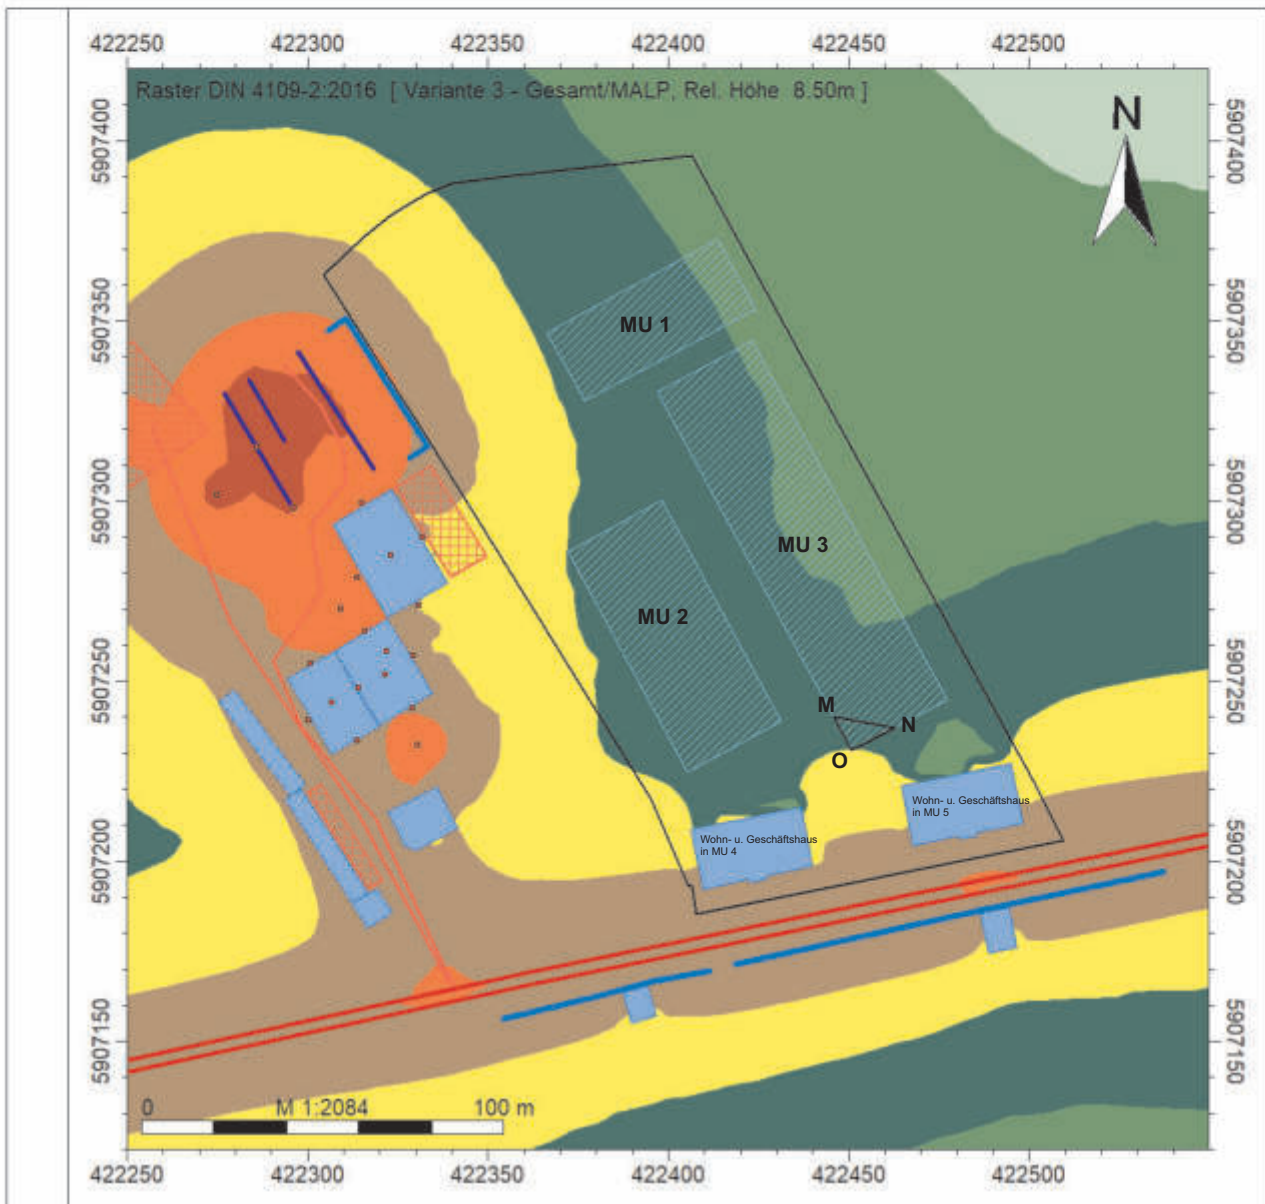 422250 422300 422350 422400 422450 422500
Raster DIN 4109-2:2016 [ Variante 3 - Gesamt/MALP, Rel. Höhe 8.50m ]
N
5907400 5907400
MU 1
5907350 5907350
5907300 5907300
MU 3
MU 2
5907250 5907250
M
N
O
Wohn- u. Geschäftshaus
in MU 5
Wohn- u. Geschäftshaus
in MU 4
5907200 5907200
5907150 5907150
0 M 1:2084 100 m
422250 422300 422350 422400 422450 422500